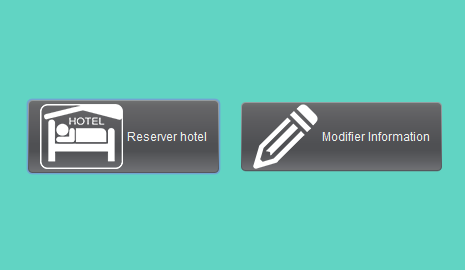 HOTEL
Reserver hotel
Modifier Information